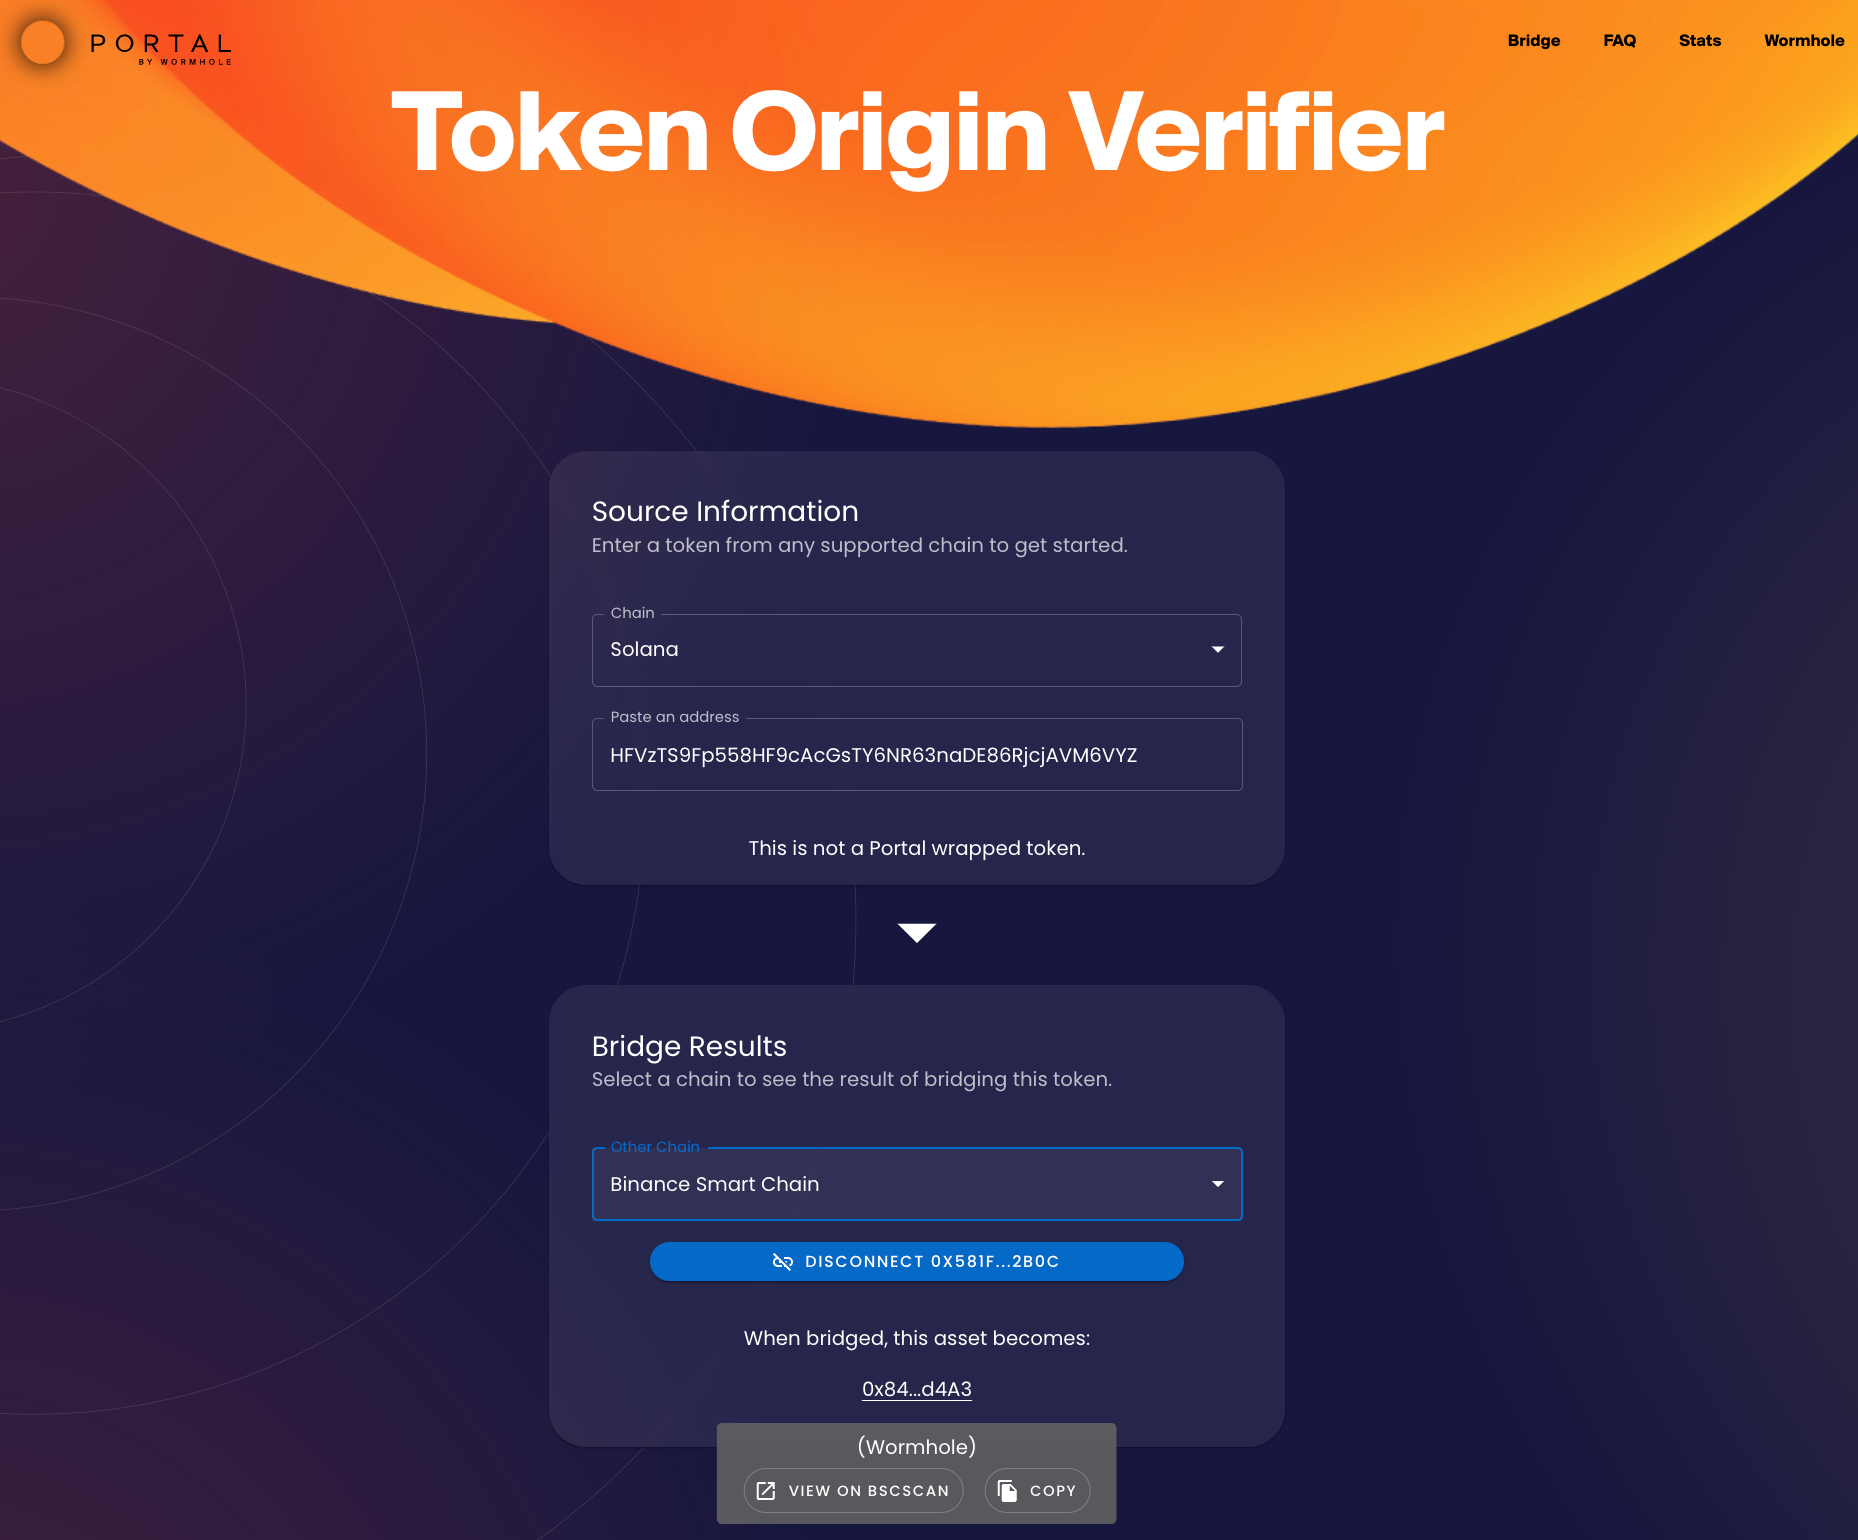 PORTAL
BY WORMHOLE
Bridge FAQ Stats Wormhole
Token Origin Verifier
Source Information
Enter a token from any supported chain to get started.
Chain
Solana
Paste an address
HFVzTS9Fp558HF9cAcGsTY6NR63naDE86RjcjAVM6VYZ
This is not a Portal wrapped token.
Bridge Results
Select a chain to see the result of bridging this token.
Other Chain
Binance Smart Chain
DISCONNECT 0X581F...2B0C
When bridged, this asset becomes:
0x84...d4A3
(Wormhole)
VIEW ON BSCSCAN COPY